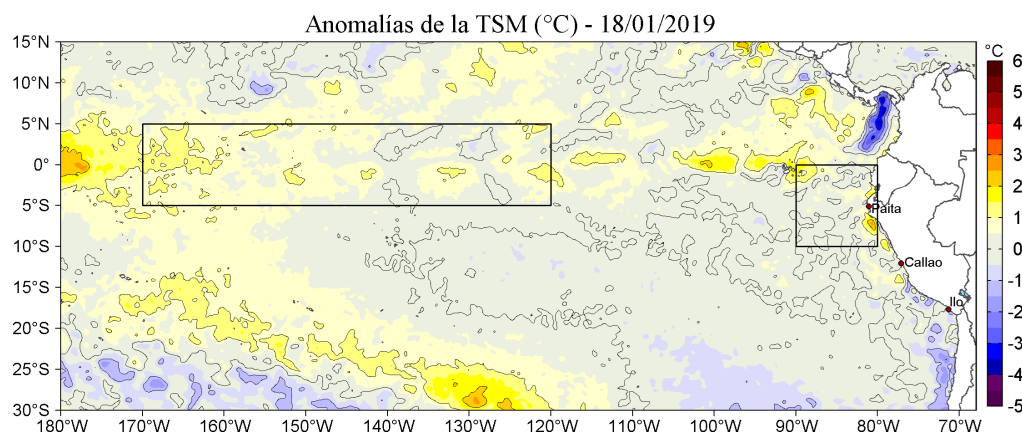 Anomalías de la TSM (°C) - 18/01/2019
°C
15°N
10°N
5°N
0°
5°S
10°S
15°S
20°S
25°S
30°S
180°W
170°W
160°W
150°W
140°W
130°W
120°W
110°W
100°W
90°W
80°W
70°W
Paita
Callao
Ilo
6
5
4
3
2
1
0
-1
-2
-3
-4
-5